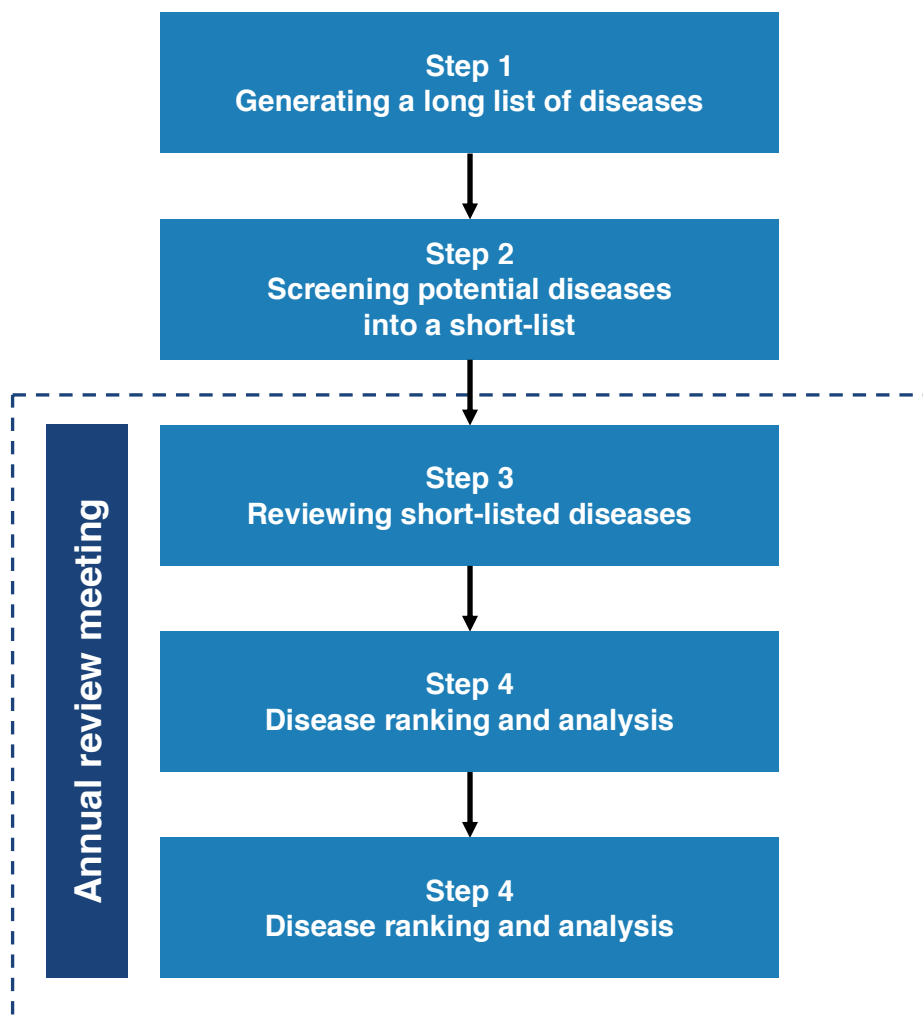 Step 1
Generating a long list of diseases
Step 2
Screening potential diseases
into a short-list
Annual review meeting
Step 3
Reviewing short-listed diseases
Step 4
Disease ranking and analysis
Step 4
Disease ranking and analysis